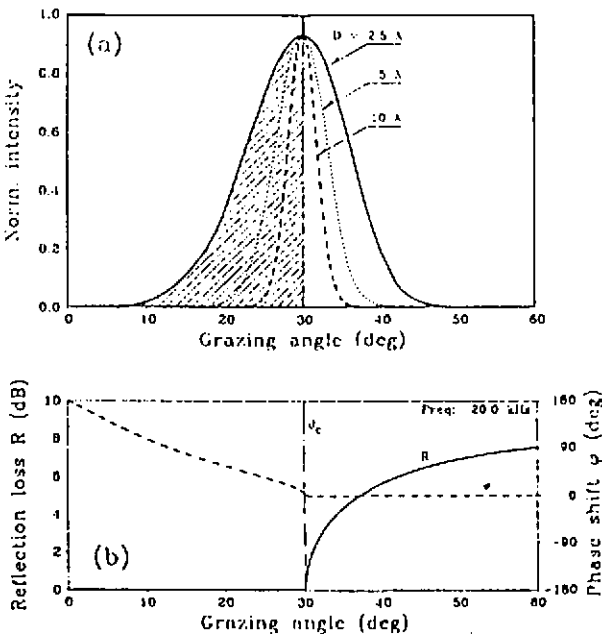 (a)
Norm. intensity
1.0
0.8
0.6
0.4
0.2
0.0
D = 2.5 λ
5 λ
10 λ
0 10 20 30 40 50 60
Grazing angle (deg)
(b)
Reflection loss R (dB)
10
8
6
4
2
0
Freq: 20.0 kHz
R
φ
180
90
0
-90
-180
Phase shift φ (deg)
0 10 20 30 40 50 60
Grazing angle (deg)